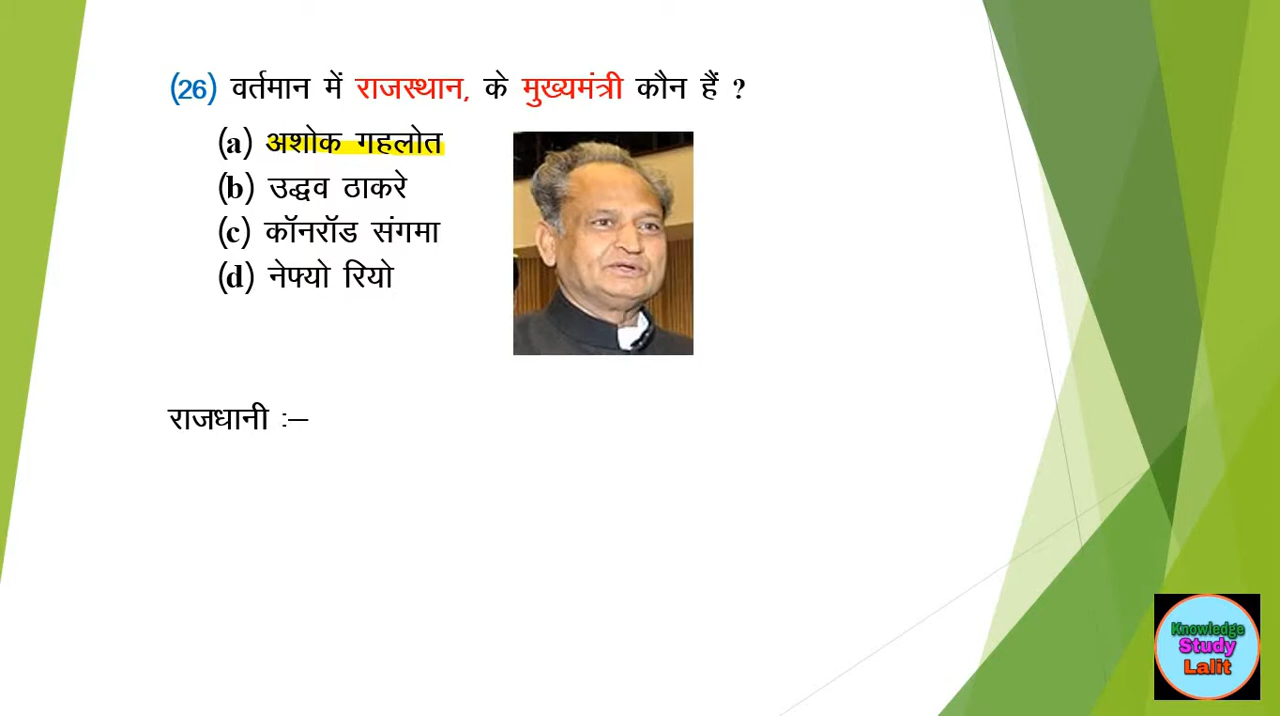 (26) वर्तमान में राजस्थान, के मुख्यमंत्री कौन हैं ?
(a) अशोक गहलोत
(b) उद्धव ठाकरे
(c) कॉनरॉड संगमा
(d) नेफ्यो रियो
राजधानी :–
Knowledge
Study
Lalit